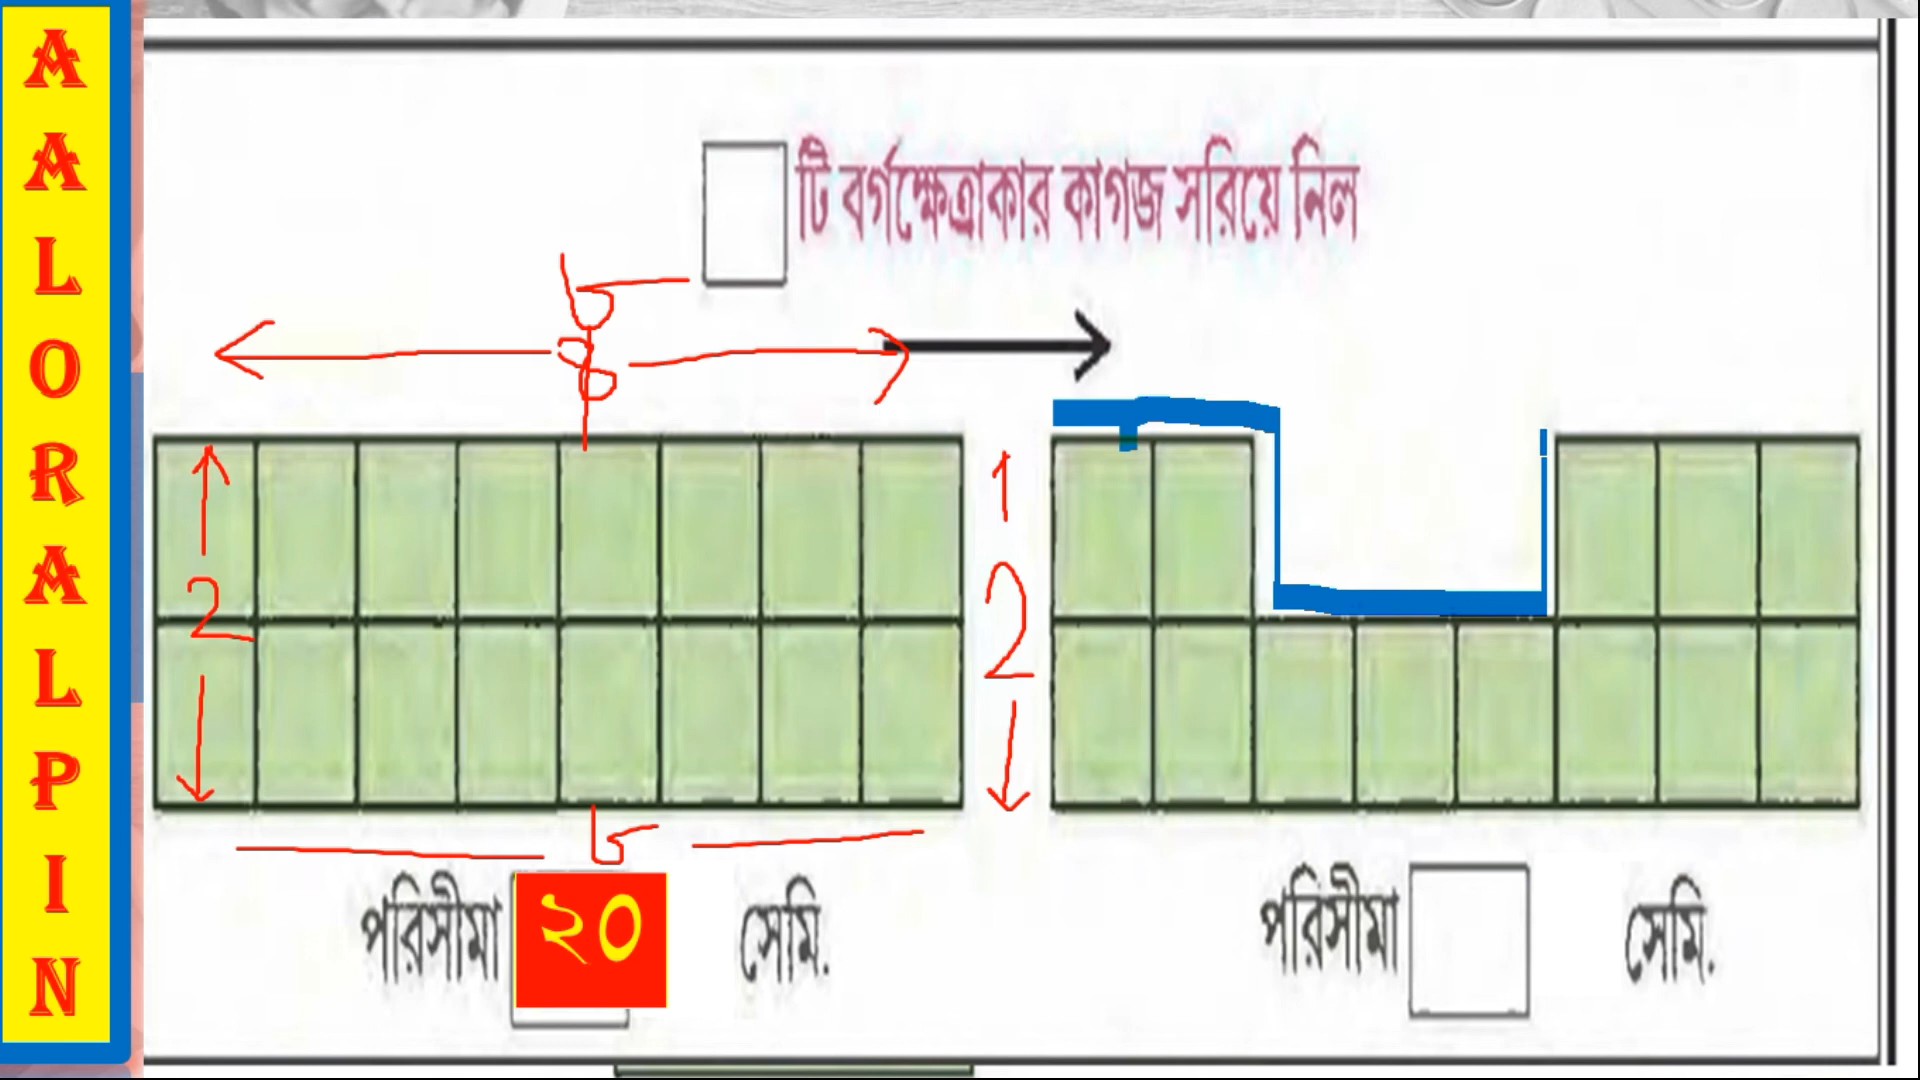 AALORALPIN
টি বর্গক্ষেত্রাকার কাগজ সরিয়ে নিল
৮
2
1
2
৮
পরিসীমা ২০ সেমি.
পরিসীমা সেমি.